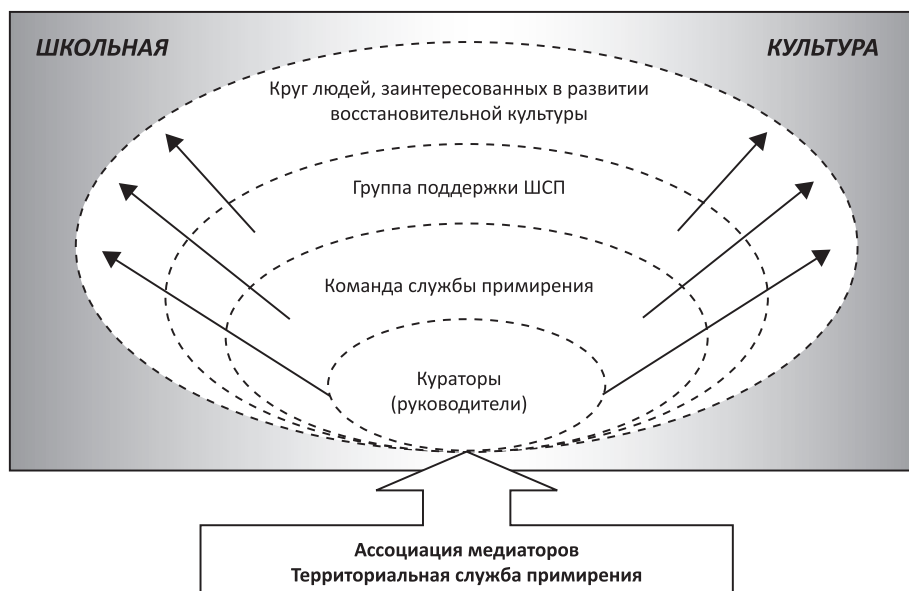 ШКОЛЬНАЯ
КУЛЬТУРА
Круг людей, заинтересованных в развитии
восстановительной культуры
Группа поддержки ШСП
Команда службы примирения
Кураторы
(руководители)
Ассоциация медиаторов
Территориальная служба примирения